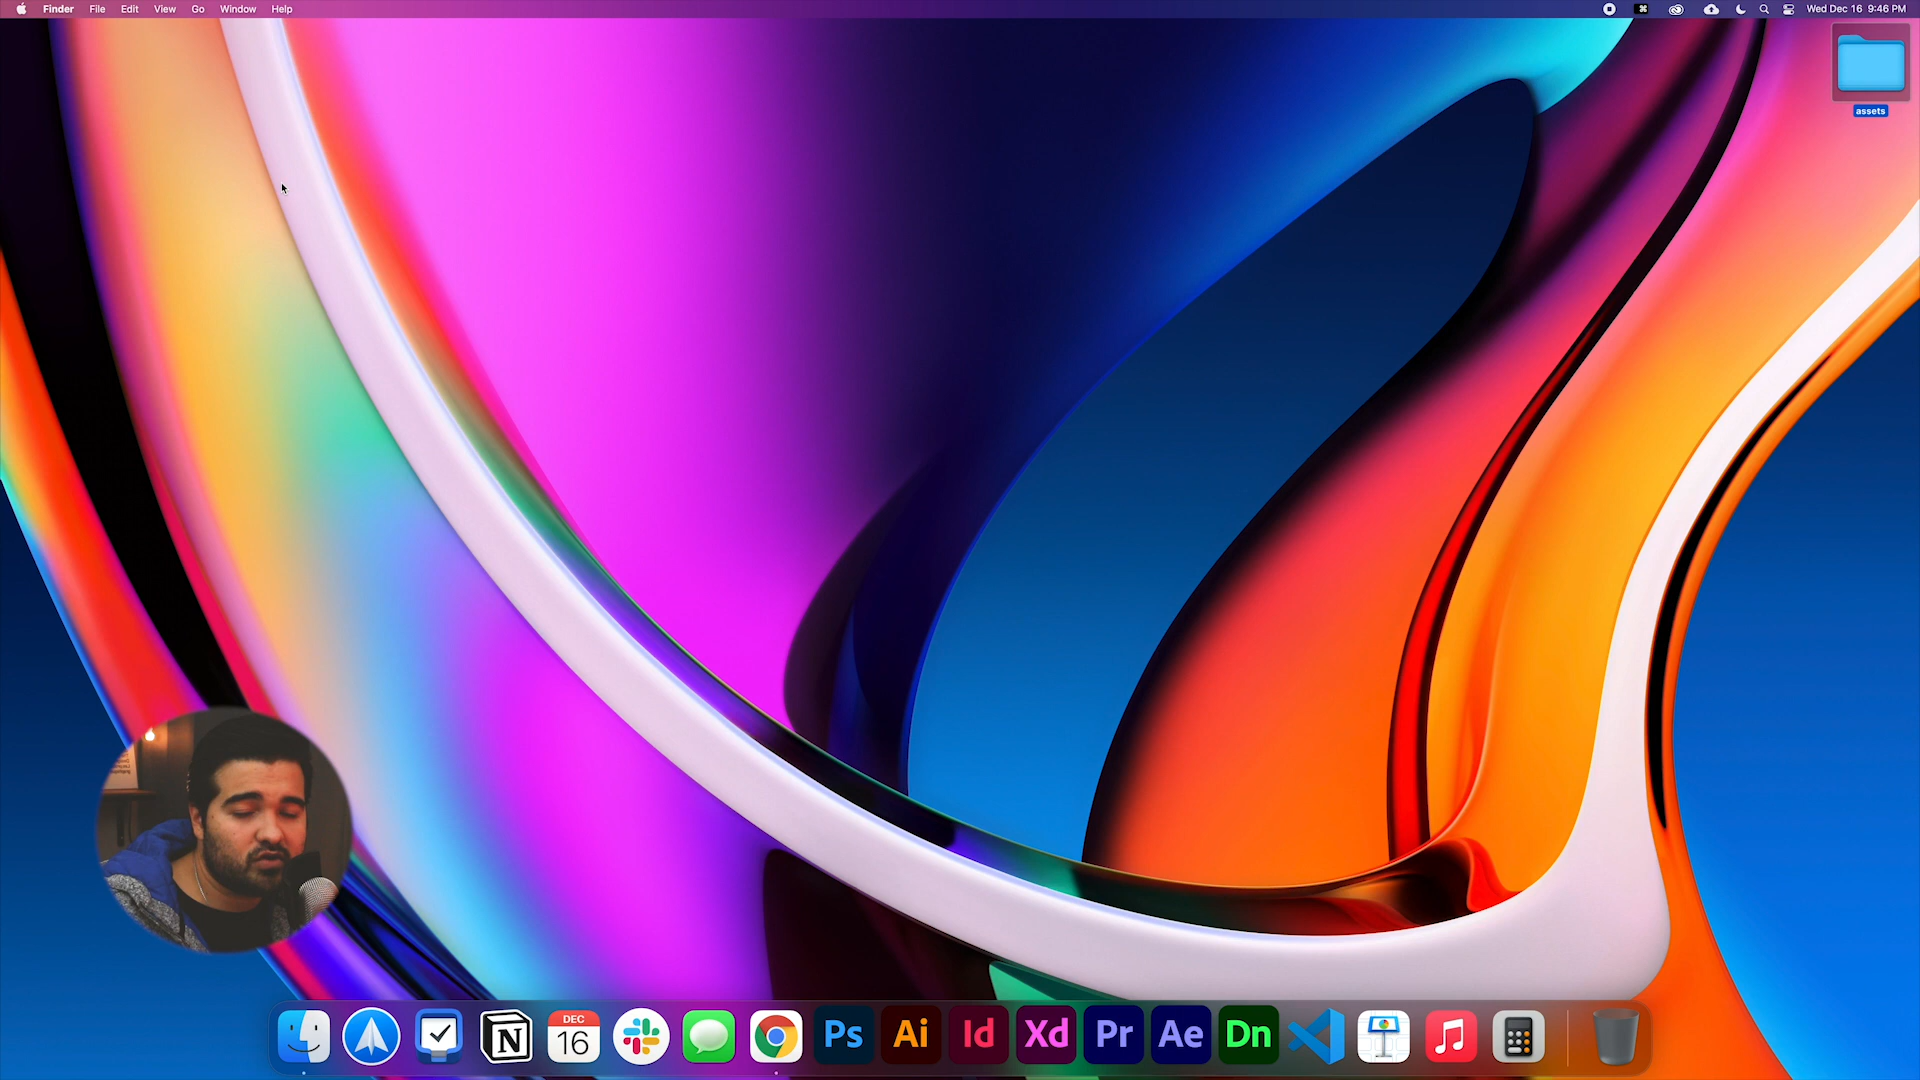 Finder File Edit View Go Window Help
Wed Dec 16 9:46 PM
assets
DEC
16
N
Ps
Ai
Id
Xd
Pr
Ae
Dn